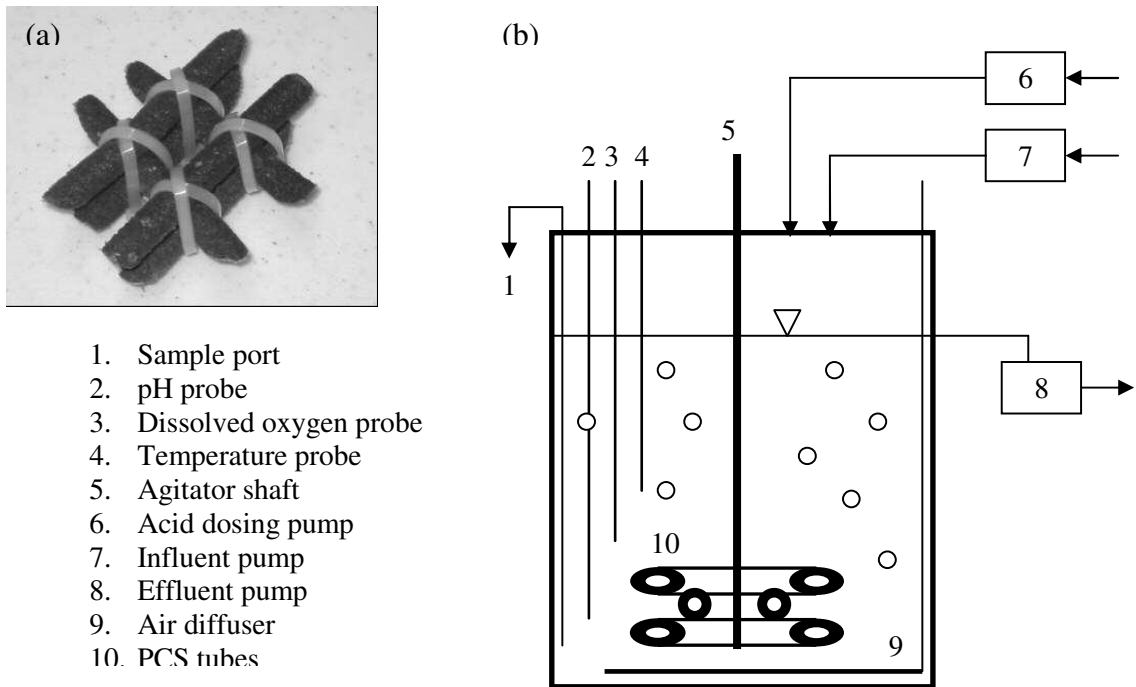 (a)
(b)
1. Sample port
2. pH probe
3. Dissolved oxygen probe
4. Temperature probe
5. Agitator shaft
6. Acid dosing pump
7. Influent pump
8. Effluent pump
9. Air diffuser
10. PCS tubes
6
5
7
2 3 4
1
8
10
9